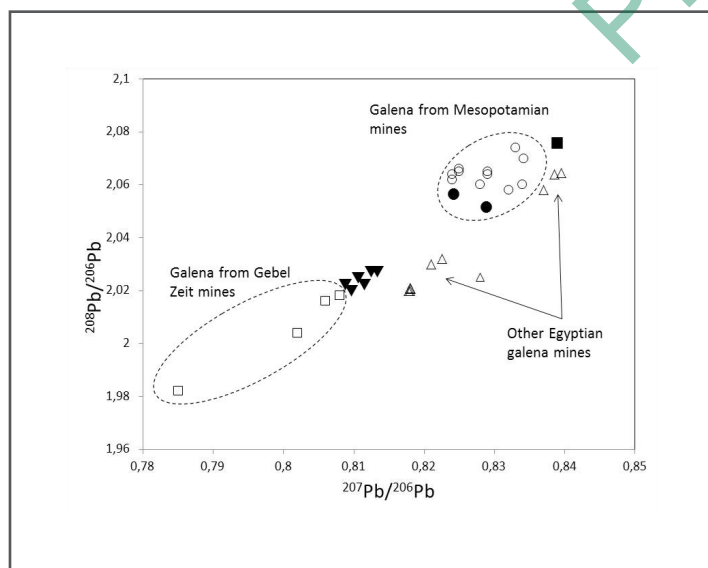 P
2,1
2,08
2,06
2,04
2,02
2
1,98
1,96
²⁰⁸Pb/²⁰⁶Pb
Galena from Mesopotamian
mines
Galena from Gebel
Zeit mines
Other Egyptian
galena mines
0,78
0,79
0,8
0,81
0,82
0,83
0,84
0,85
²⁰⁷Pb/²⁰⁶Pb